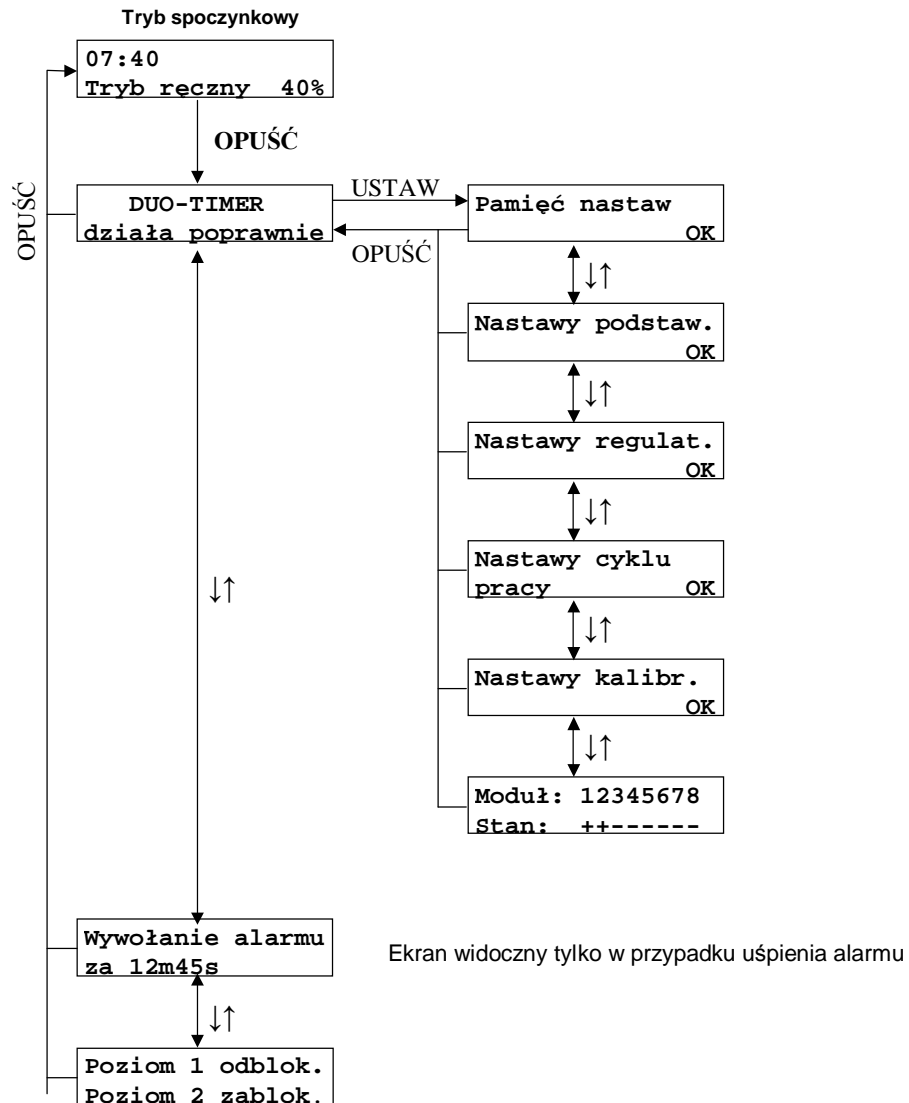 Tryb spoczynkowy
07:40
Tryb ręczny 40%
OPUŚĆ
OPUŚĆ
DUO-TIMER
działa poprawnie
USTAW
OPUŚĆ
Pamięć nastaw
OK
↓↑
Nastawy podstaw.
OK
↓↑
Nastawy regulat.
OK
↓↑
Nastawy cyklu
pracy OK
↓↑
↓↑
Nastawy kalibr.
OK
↓↑
Moduł: 12345678
Stan: ++------
Wywołanie alarmu
za 12m45s
Ekran widoczny tylko w przypadku uśpienia alarmu
↓↑
Poziom 1 odblok.
Poziom 2 zablok.